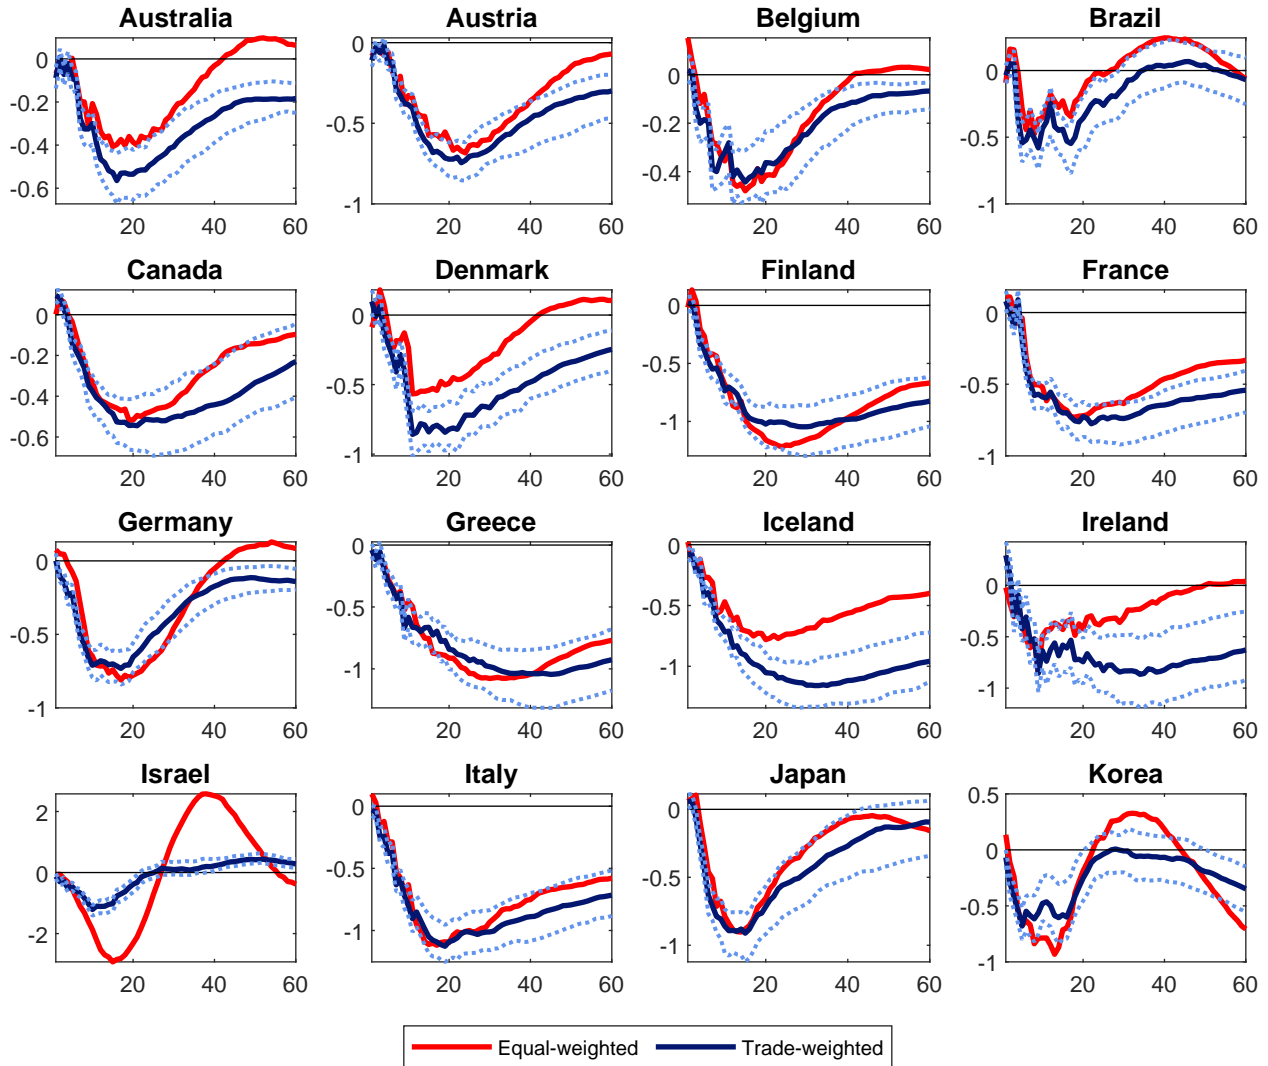 Australia Austria Belgium Brazil
0 0 0 0
-0.2 -0.5 -0.2 -0.5
-0.4 -1 -0.4 -1
-0.6
20 40 60 20 40 60 20 40 60 20 40 60
Canada Denmark Finland France
0 0 0 0
-0.2 -0.5 -0.5 -0.5
-0.4 -1 -1 -1
-0.6
20 40 60 20 40 60 20 40 60 20 40 60
Germany Greece Iceland Ireland
0 0 0 0
-0.5 -0.5 -0.5 -0.5
-1 -1 -1 -1
20 40 60 20 40 60 20 40 60 20 40 60
Israel Italy Japan Korea
2 0 0 0.5
0 -0.5 -0.5 0
-2 -1 -1 -0.5
-1
20 40 60 20 40 60 20 40 60 20 40 60
Equal-weighted Trade-weighted